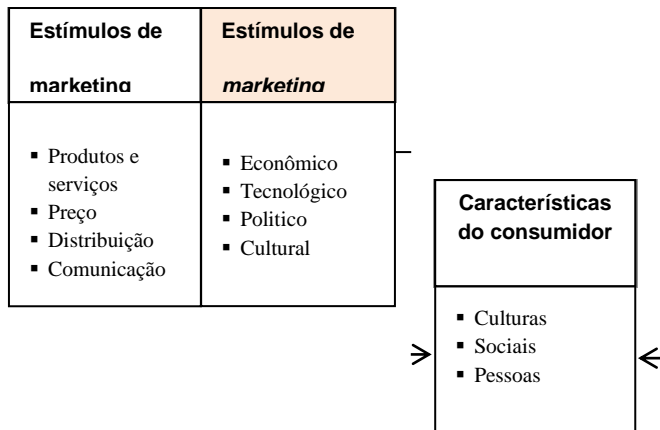 Estímulos de
marketing
Estímulos de
marketing
▪ Produtos e
serviços
▪ Preço
▪ Distribuição
▪ Comunicação
▪ Econômico
▪ Tecnológico
▪ Politico
▪ Cultural
Características
do consumidor
▪ Culturas
▪ Sociais
▪ Pessoas